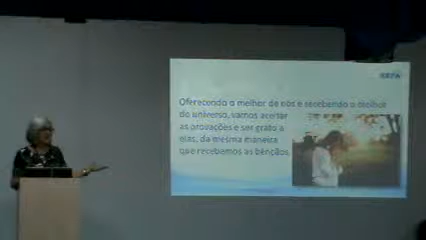 Oferecendo o melhor de nós e recebendo o melhor
do universo, vamos aceitar
as provações e ser grato a
elas, da mesma maneira
que recebemos as bênçãos.